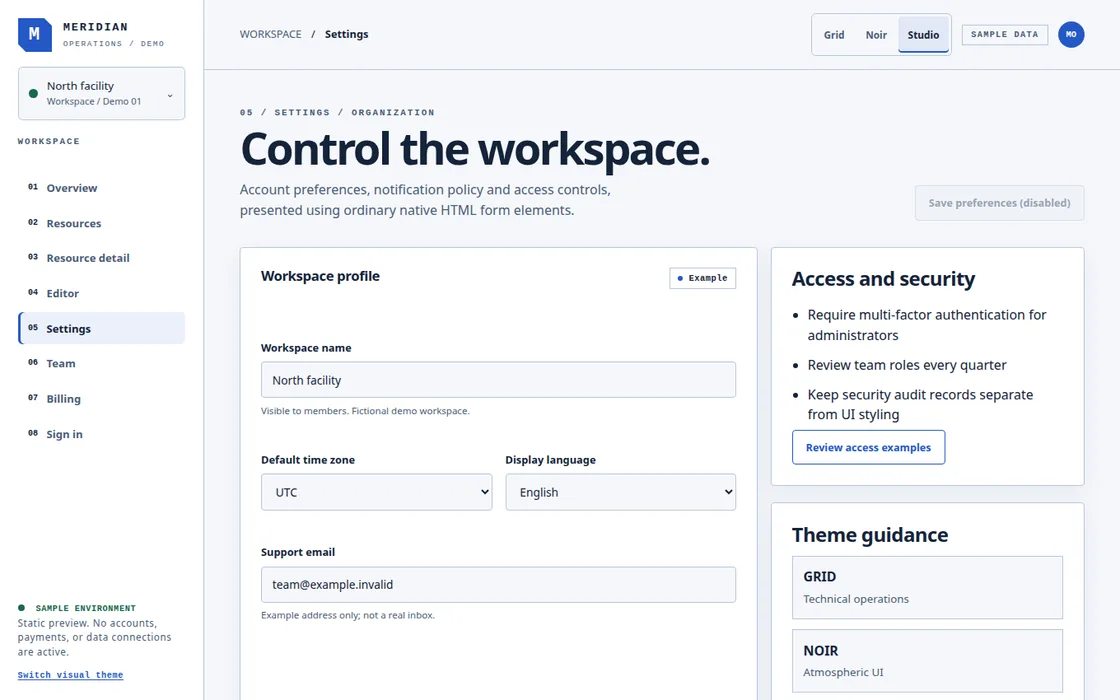 M
MERIDIAN
OPERATIONS / DEMO
North facility
Workspace / Demo 01
WORKSPACE
01 Overview
02 Resources
03 Resource detail
04 Editor
05 Settings
06 Team
07 Billing
08 Sign in
SAMPLE ENVIRONMENT
Static preview. No accounts,
payments, or data connections
are active.
Switch visual theme
WORKSPACE / Settings
Grid Noir Studio
SAMPLE DATA
MO
05 / SETTINGS / ORGANIZATION
Control the workspace.
Account preferences, notification policy and access controls,
presented using ordinary native HTML form elements.
Save preferences (disabled)
Workspace profile
Example
Workspace name
North facility
Visible to members. Fictional demo workspace.
Default time zone
UTC
Display language
English
Support email
team@example.invalid
Example address only; not a real inbox.
Access and security
Require multi-factor authentication for
administrators
Review team roles every quarter
Keep security audit records separate
from UI styling
Review access examples
Theme guidance
GRID
Technical operations
NOIR
Atmospheric UI